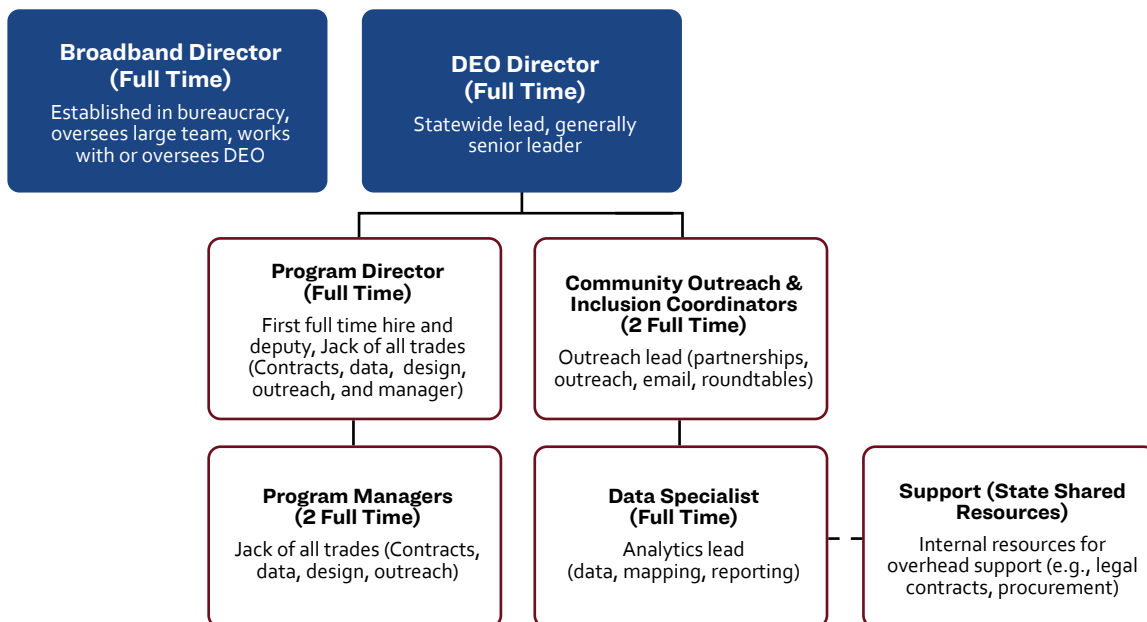 Broadband Director
(Full Time)
Established in bureaucracy,
oversees large team, works
with or oversees DEO
DEO Director
(Full Time)
Statewide lead, generally
senior leader
Program Director
(Full Time)
First full time hire and
deputy, Jack of all trades
(Contracts, data, design,
outreach, and manager)
Community Outreach &
Inclusion Coordinators
(2 Full Time)
Outreach lead (partnerships,
outreach, email, roundtables)
Program Managers
(2 Full Time)
Jack of all trades (Contracts,
data, design, outreach)
Data Specialist
(Full Time)
Analytics lead
(data, mapping, reporting)
Support (State Shared
Resources)
Internal resources for
overhead support (e.g., legal
contracts, procurement)